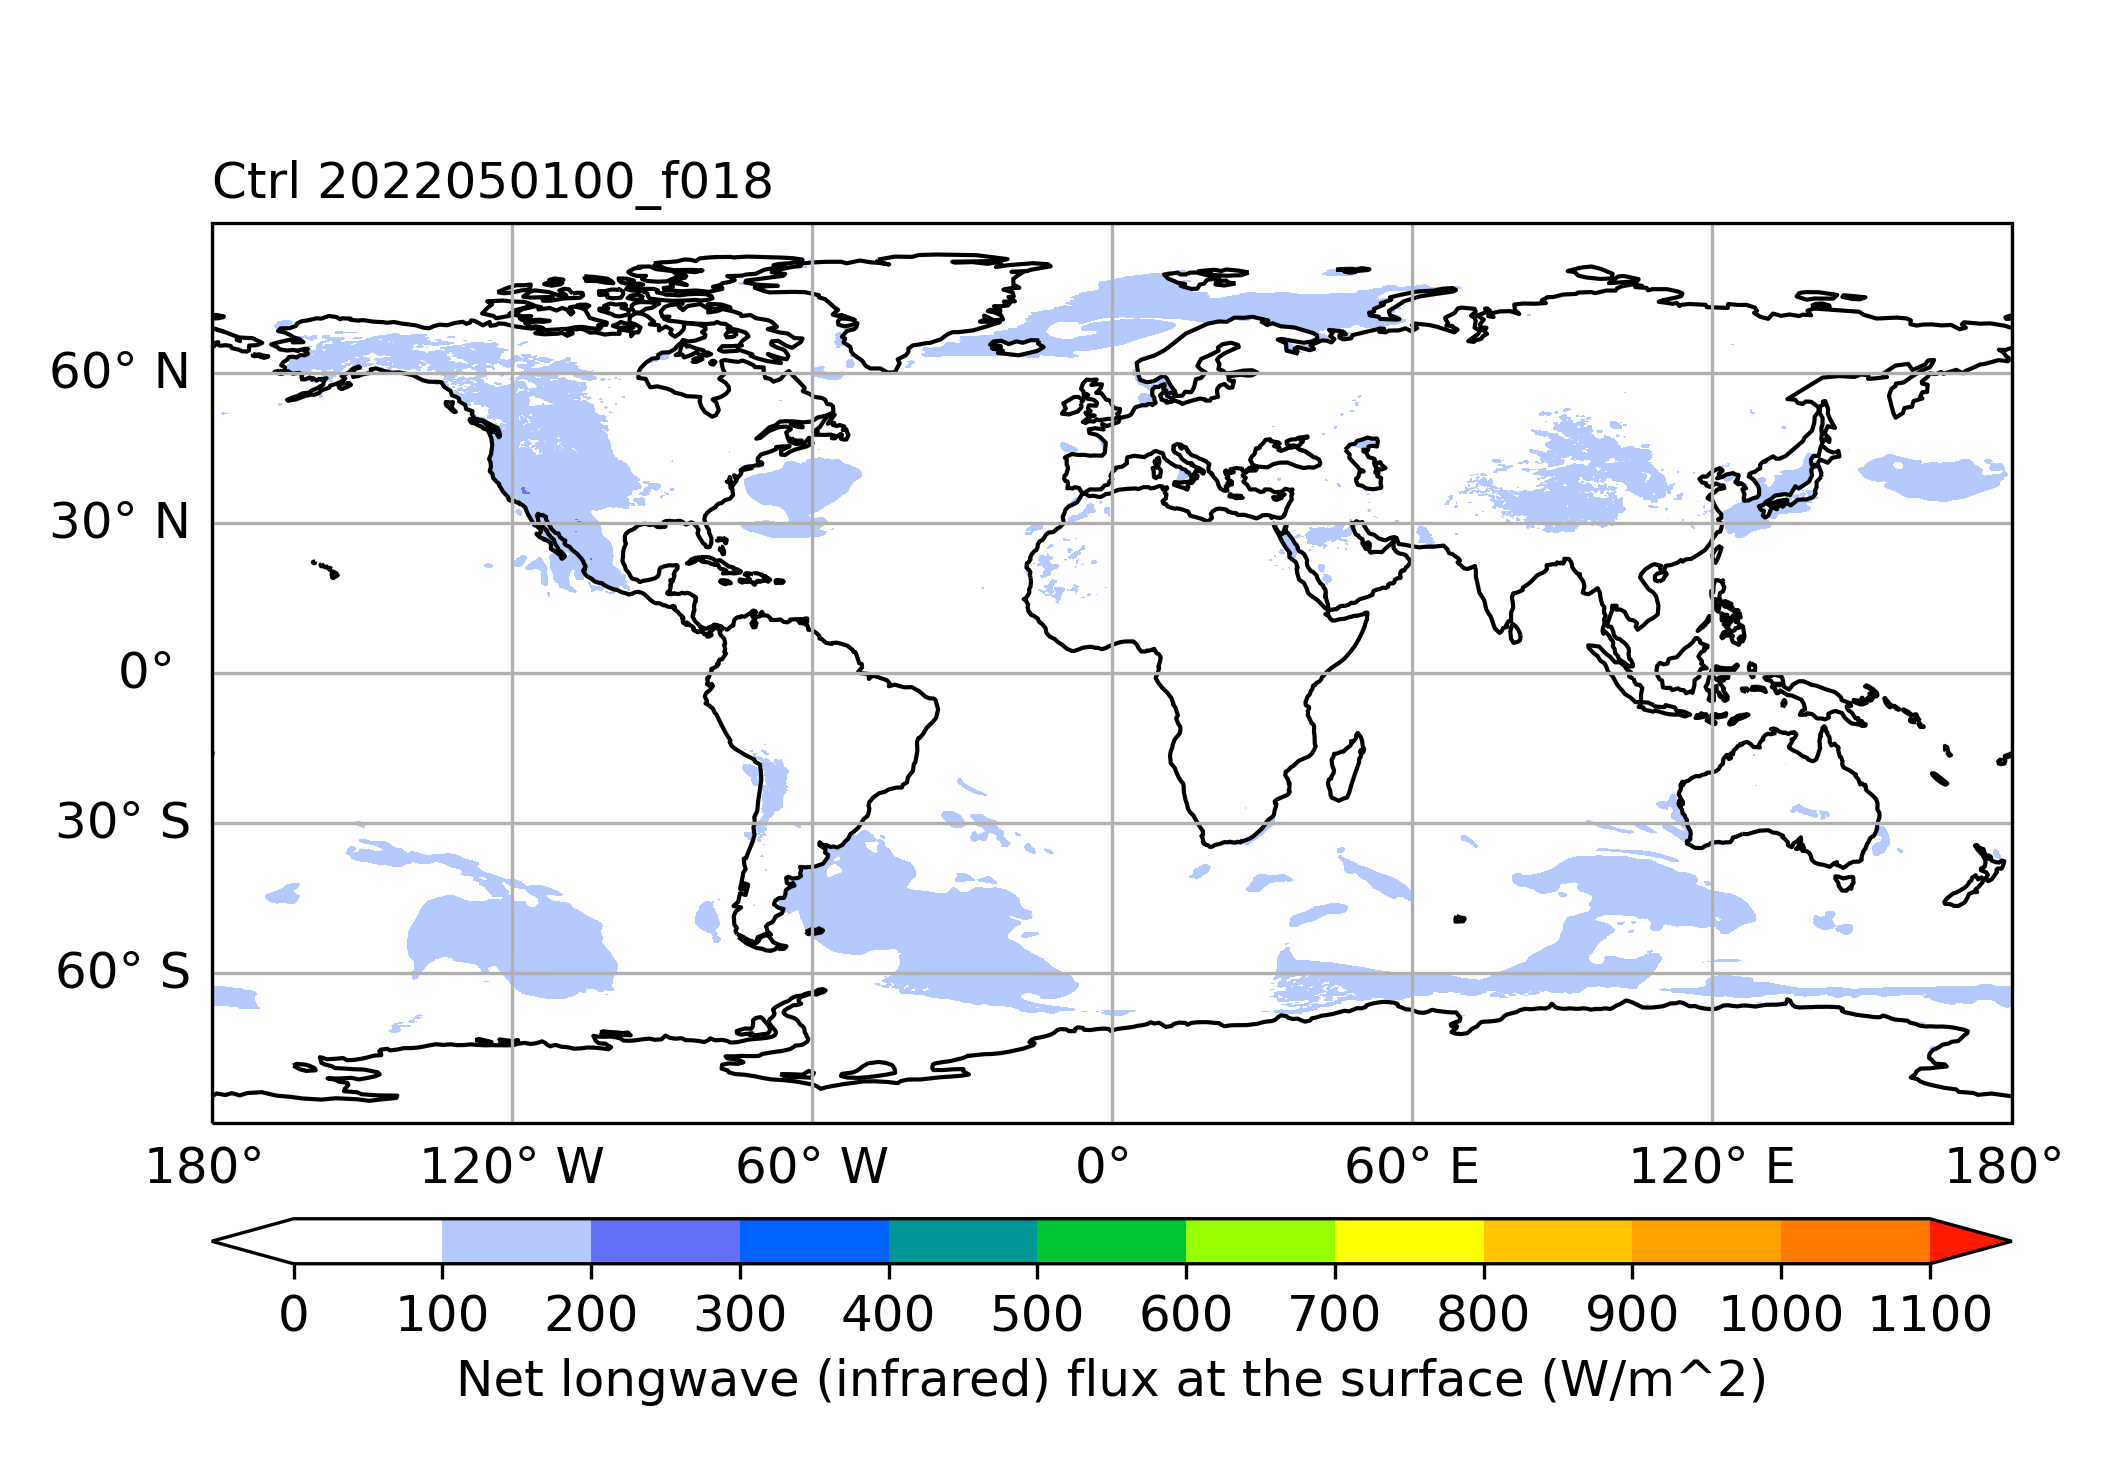 Ctrl 2022050100_f018
60° N
30° N
0°
30° S
60° S
180° 120° W 60° W 0° 60° E 120° E 180°
0 100 200 300 400 500 600 700 800 900 1000 1100
Net longwave (infrared) flux at the surface (W/m^2)